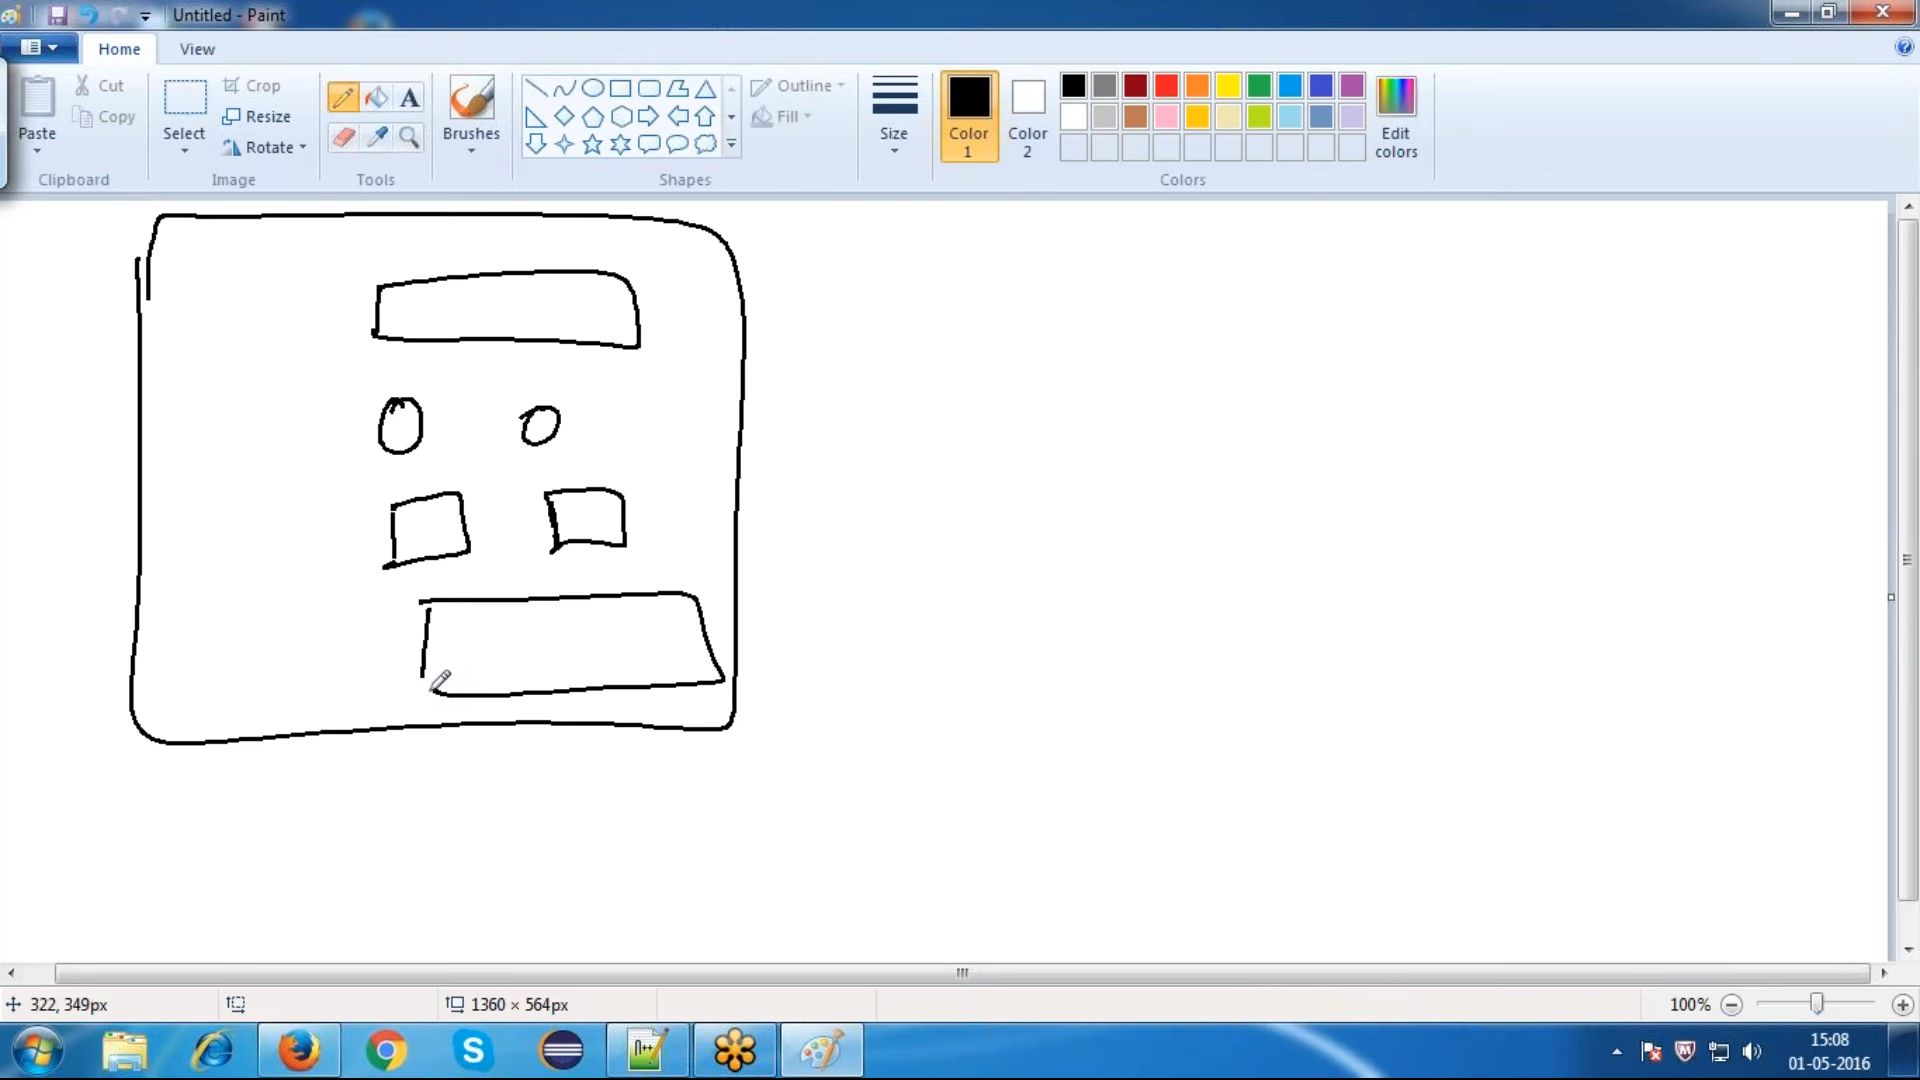 Untitled - Paint
Home View
Paste
Cut
Copy
Clipboard
Select
Crop
Resize
Rotate
Image
A
Tools
Brushes
Shapes
Outline
Fill
Size
Color 1
Color 2
Edit colors
Colors
322, 349px
1360 × 564px
100%
15:08
01-05-2016